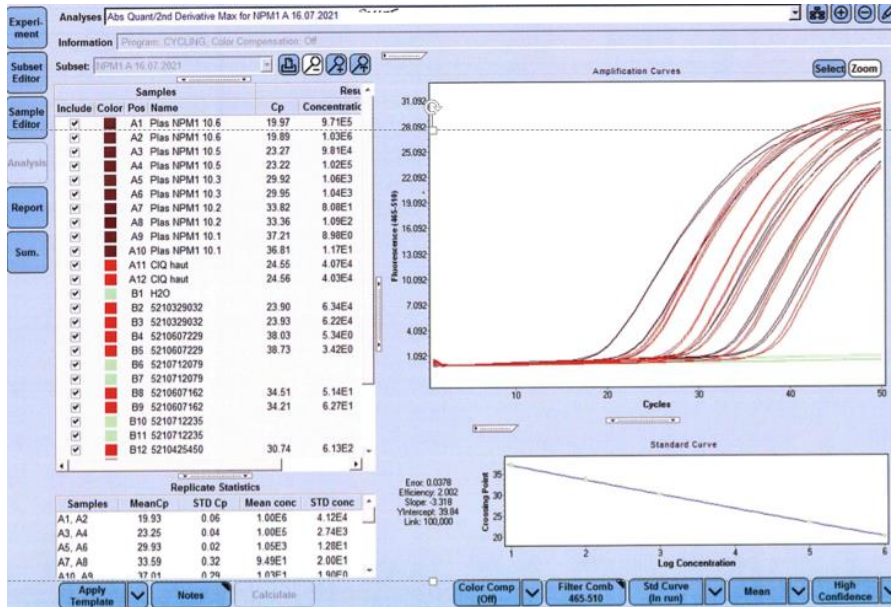 Analyses Abs Quant/2nd Derivative Max for NPM1 A 16.07.2021
Experi-
ment
Information Program: CYCLING, Color Compensation: Off
Subset
Editor
Subset: NPM1 A 16.07.2021
Sample
Editor
Analysis
Report
Sum.
Samples Resu
Include Color Pos Name Cp Concentratic
A1 Plas NPM1 10.6 19.97 9.71E5
A2 Plas NPM1 10.6 19.89 1.03E6
A3 Plas NPM1 10.5 23.27 9.81E4
A4 Plas NPM1 10.5 23.22 1.02E5
A5 Plas NPM1 10.3 29.92 1.06E3
A6 Plas NPM1 10.3 29.95 1.04E3
A7 Plas NPM1 10.2 33.82 8.08E1
A8 Plas NPM1 10.2 33.36 1.09E2
A9 Plas NPM1 10.1 37.21 8.98E0
A10 Plas NPM1 10.1 36.81 1.17E1
A11 CIQ haut 24.55 4.07E4
A12 CIQ haut 24.56 4.03E4
B1 H2O
B2 5210329032 23.90 6.34E4
B3 5210329032 23.93 6.22E4
B4 5210607229 38.03 5.34E0
B5 5210607229 38.73 3.42E0
B6 5210712079
B7 5210712079
B8 5210607162 34.51 5.14E1
B9 5210607162 34.21 6.27E1
B10 5210712235
B11 5210712235
B12 5210425450 30.74 6.13E2
Replicate Statistics
Samples MeanCp STD Cp Mean conc STD conc
A1, A2 19.93 0.06 1.00E6 4.12E4
A3, A4 23.25 0.04 1.00E5 2.74E3
A5, A6 29.93 0.02 1.05E3 1.28E1
A7, A8 33.59 0.32 9.49E1 2.00E1
A10, A9 37.01 0.29 1.03E1 1.90E0
Apply
Template
Notes
Calculate
Amplification Curves
Select Zoom
Fluorescence (465-510)
31.092
28.092
25.092
22.092
19.092
16.092
13.092
10.092
7.092
4.092
1.092
10 20 30 40 50
Cycles
Standard Curve
Error: 0.0378
Efficiency: 2.002
Slope: -3.318
YIntercept: 39.84
Link: 100,000
Crossing Point
35
30
25
20
1 2 3 4 5 6
Log Concentration
Color Comp
(Off)
Filter Comb
465-510
Std Curve
(In run)
Mean
High
Confidence